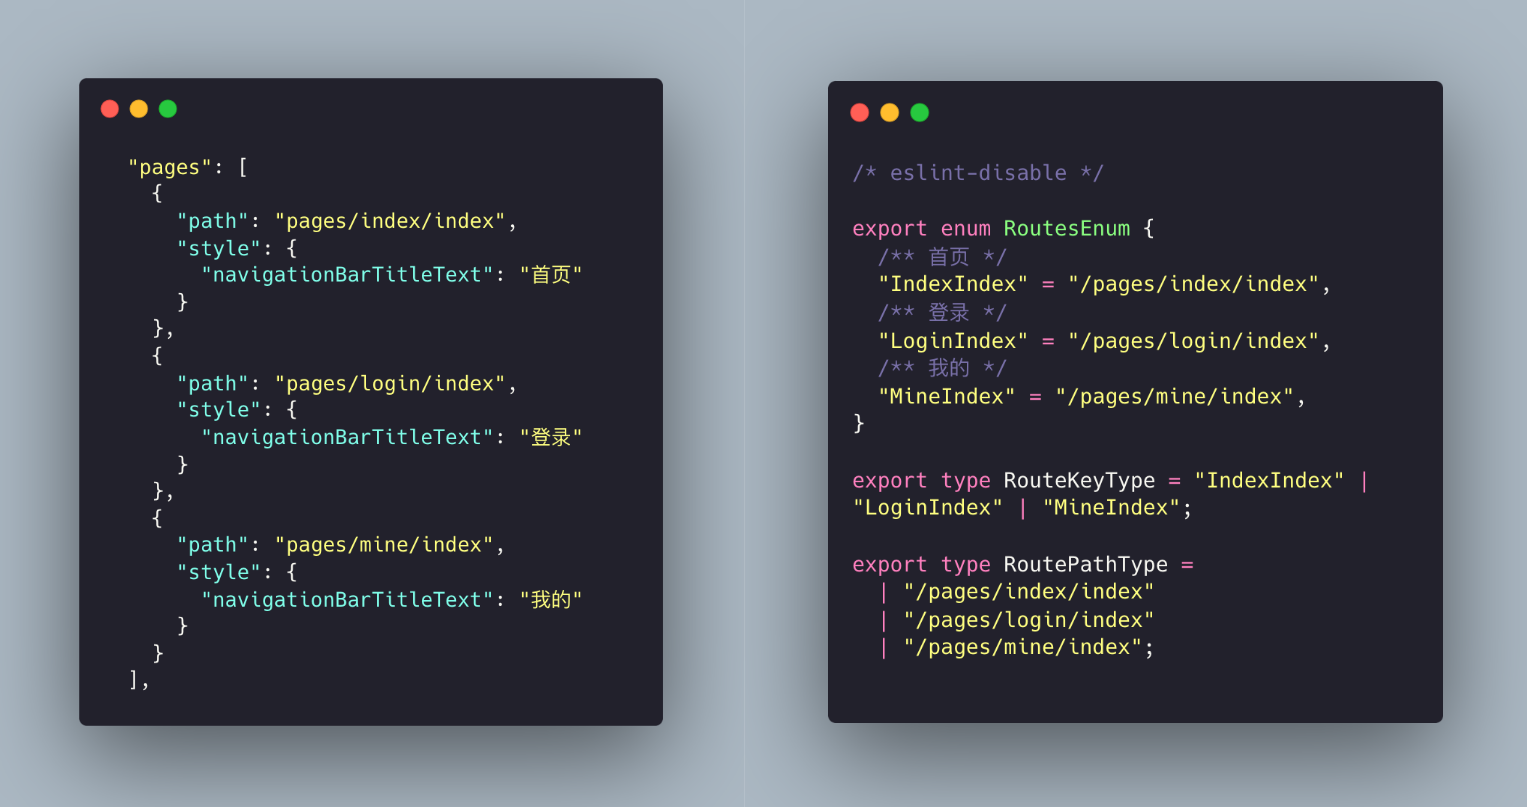 "pages": [
  {
    "path": "pages/index/index",
    "style": {
      "navigationBarTitleText": "首页"
    }
  },
  {
    "path": "pages/login/index",
    "style": {
      "navigationBarTitleText": "登录"
    }
  },
  {
    "path": "pages/mine/index",
    "style": {
      "navigationBarTitleText": "我的"
    }
  }
],
/* eslint-disable */
export enum RoutesEnum {
  /** 首页 */
  "IndexIndex" = "/pages/index/index",
  /** 登录 */
  "LoginIndex" = "/pages/login/index",
  /** 我的 */
  "MineIndex" = "/pages/mine/index",
}
export type RouteKeyType = "IndexIndex" |
"LoginIndex" | "MineIndex";
export type RoutePathType =
  | "/pages/index/index"
  | "/pages/login/index"
  | "/pages/mine/index";